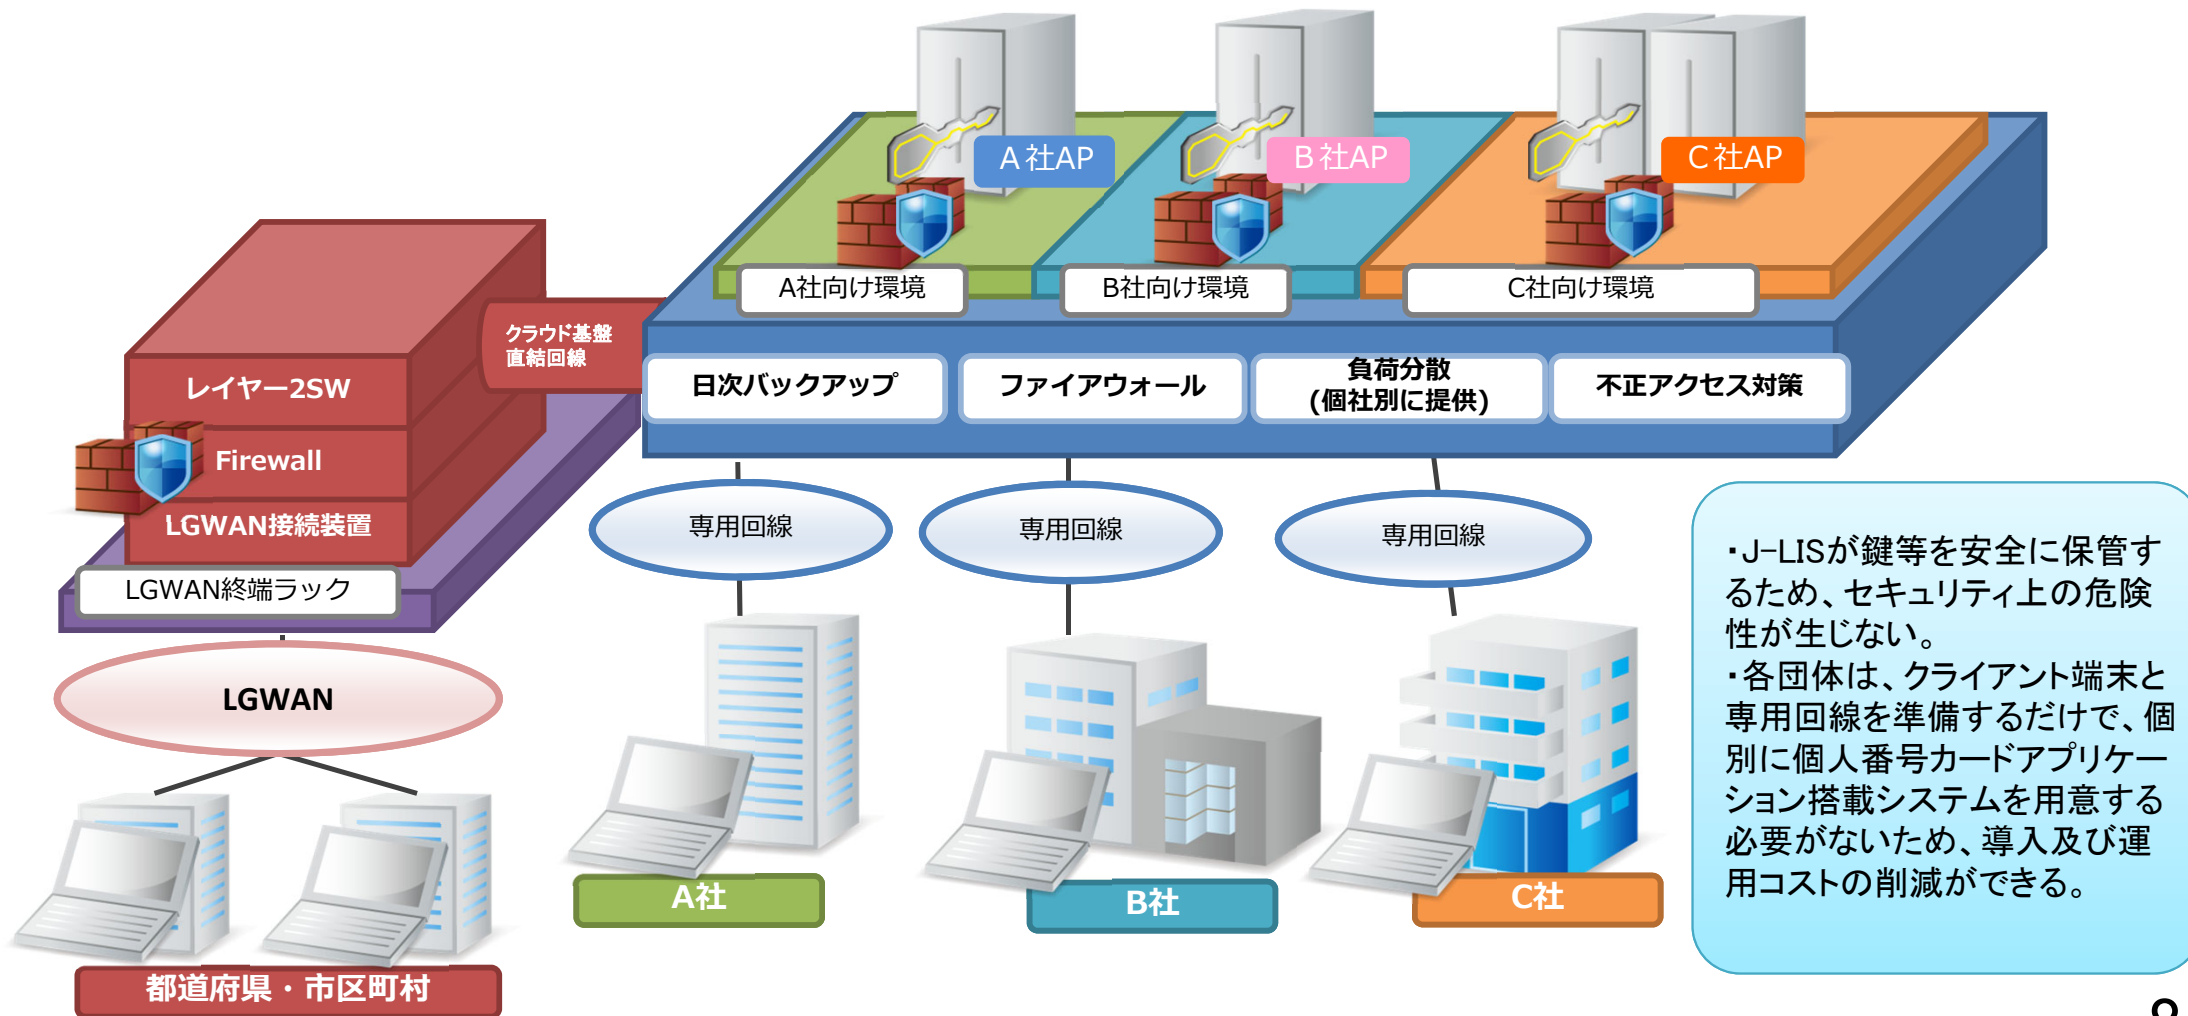 A社AP
B社AP
C社AP
A社向け環境
B社向け環境
C社向け環境
クラウド基盤
直結回線
日次バックアップ
ファイアウォール
負荷分散
(個社別に提供)
不正アクセス対策
レイヤー2SW
Firewall
LGWAN接続装置
LGWAN終端ラック
LGWAN
都道府県・市区町村
専用回線
専用回線
専用回線
A社
B社
C社
・J-LISが鍵等を安全に保管す
るため、セキュリティ上の危険
性が生じない。
・各団体は、クライアント端末と
専用回線を準備するだけで、個
別に個人番号カードアプリケー
ション搭載システムを用意する
必要がないため、導入及び運
用コストの削減ができる。